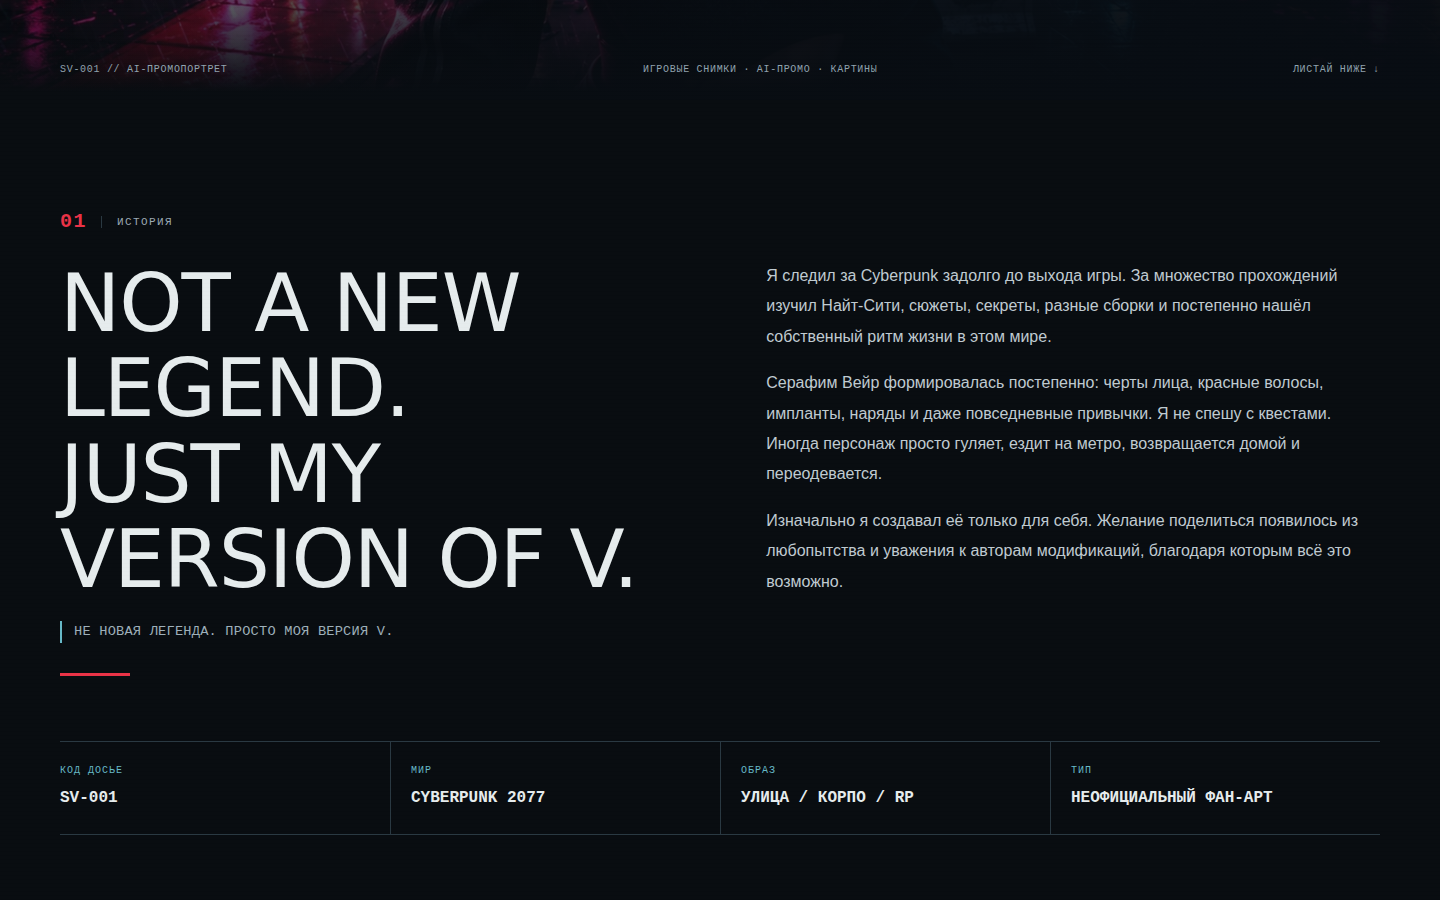 SV-001 // AI-ПРОМОПОРТРЕТ
ИГРОВЫЕ СНИМКИ · AI-ПРОМО · КАРТИНЫ
ЛИСТАЙ НИЖЕ ↓
01
ИСТОРИЯ
NOT A NEW
LEGEND.
JUST MY
VERSION OF V.
НЕ НОВАЯ ЛЕГЕНДА. ПРОСТО МОЯ ВЕРСИЯ V.
Я следил за Cyberpunk задолго до выхода игры. За множество прохождений
изучил Найт-Сити, сюжеты, секреты, разные сборки и постепенно нашёл
собственный ритм жизни в этом мире.
Серафим Вейр формировалась постепенно: черты лица, красные волосы,
импланты, наряды и даже повседневные привычки. Я не спешу с квестами.
Иногда персонаж просто гуляет, ездит на метро, возвращается домой и
переодевается.
Изначально я создавал её только для себя. Желание поделиться появилось из
любопытства и уважения к авторам модификаций, благодаря которым всё это
возможно.
КОД ДОСЬЕ
SV-001
МИР
CYBERPUNK 2077
ОБРАЗ
УЛИЦА / КОРПО / RP
ТИП
НЕОФИЦИАЛЬНЫЙ ФАН-АРТ